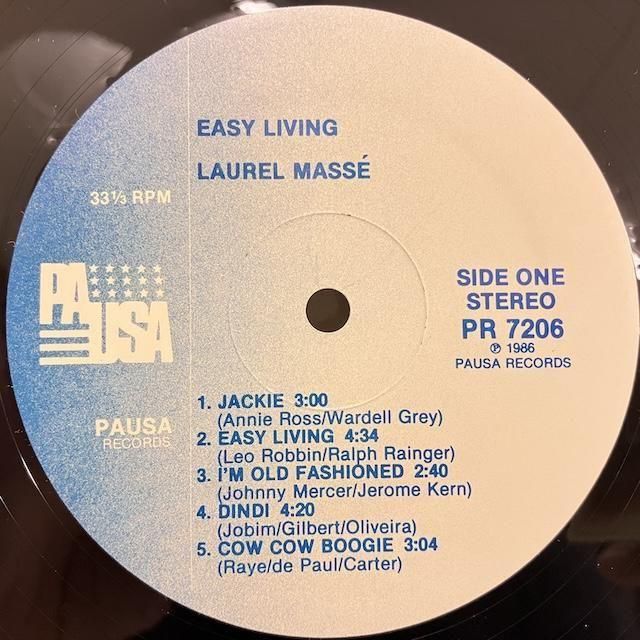 EASY LIVING
LAUREL MASSÉ
33⅓ RPM
PAUSA
PAUSA
RECORDS
SIDE ONE
STEREO
PR 7206
℗ 1986
PAUSA RECORDS
1. JACKIE 3:00
(Annie Ross/Wardell Grey)
2. EASY LIVING 4:34
(Leo Robbin/Ralph Rainger)
3. I'M OLD FASHIONED 2:40
(Johnny Mercer/Jerome Kern)
4. DINDI 4:20
(Jobim/Gilbert/Oliveira)
5. COW COW BOOGIE 3:04
(Raye/de Paul/Carter)